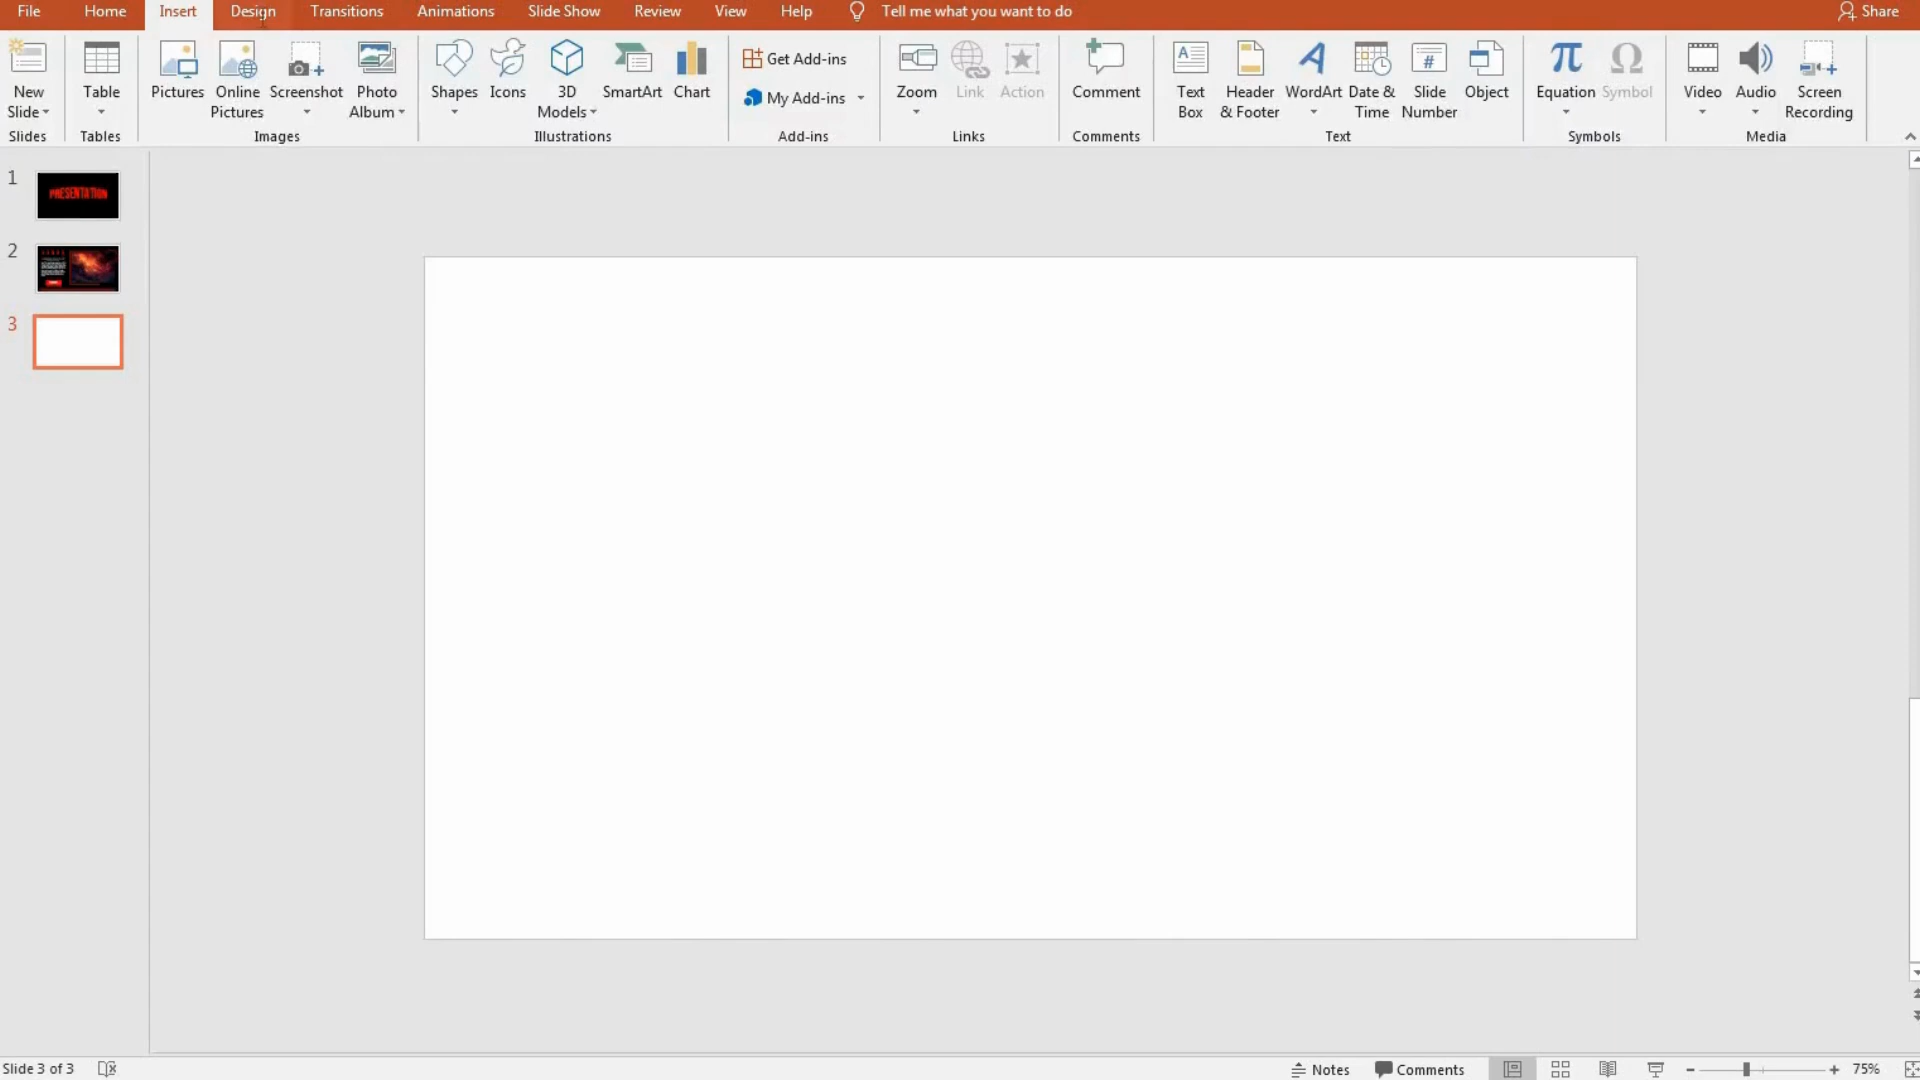 File Home Insert Design Transitions Animations Slide Show Review View Help Tell me what you want to do Share
New Slide
Table
Pictures
Online Pictures
Screenshot
Photo Album
Shapes
Icons
3D Models
SmartArt
Chart
Get Add-ins
My Add-ins
Zoom
Link
Action
Comment
Text Box
Header & Footer
WordArt
Date & Time
Slide Number
Object
Equation
Symbol
Video
Audio
Screen Recording
Slides Tables Images Illustrations Add-ins Links Comments Text Symbols Media
1
PRESENTATION
2
3
Slide 3 of 3 Notes Comments 75%